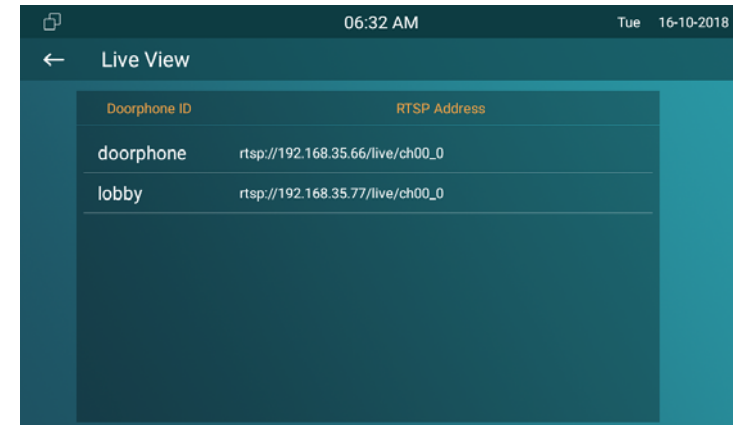 06:32 AM Tue 16-10-2018
Live View
Doorphone ID RTSP Address
doorphone rtsp://192.168.35.66/live/ch00_0
lobby rtsp://192.168.35.77/live/ch00_0